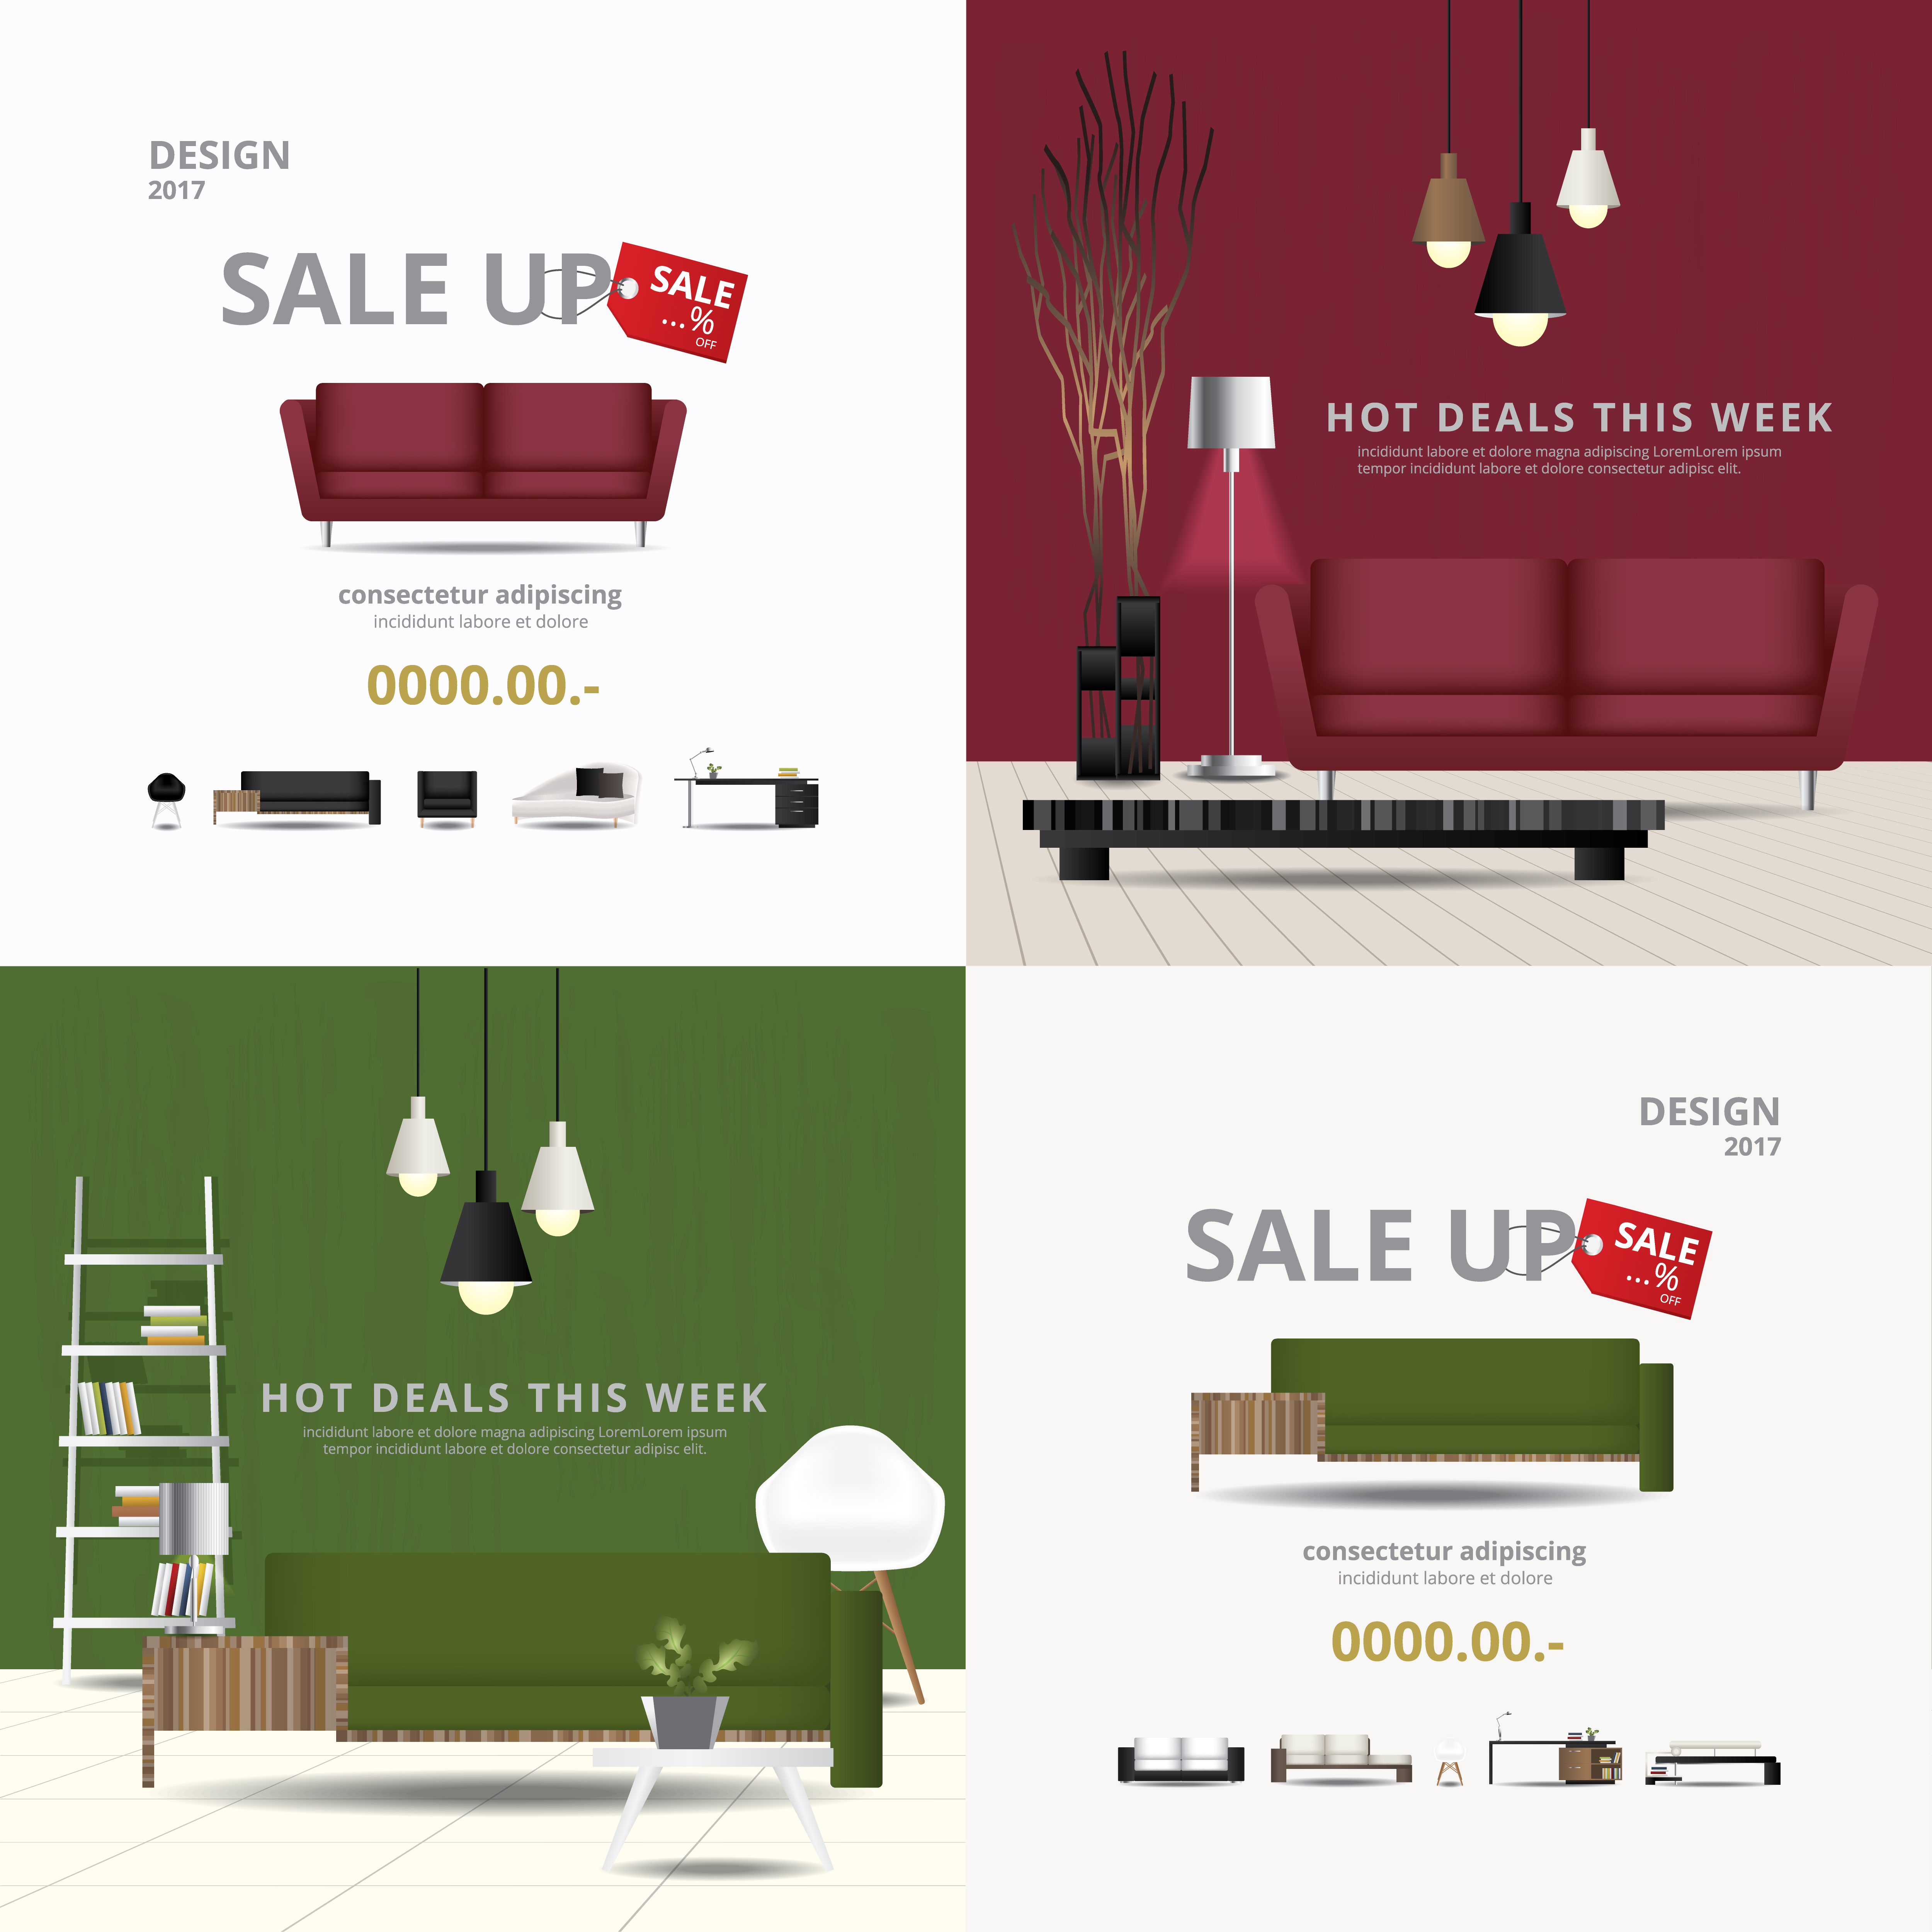 DESIGN
2017
SALE UP
SALE
...%
OFF
consectetur adipiscing
incididunt labore et dolore
0000.00.-
HOT DEALS THIS WEEK
incididunt labore et dolore magna adipiscing LoremLorem ipsum
tempor incididunt labore et dolore consectetur adipisc elit.
HOT DEALS THIS WEEK
incididunt labore et dolore magna adipiscing LoremLorem ipsum
tempor incididunt labore et dolore consectetur adipisc elit.
DESIGN
2017
SALE UP
SALE
...%
OFF
consectetur adipiscing
incididunt labore et dolore
0000.00.-